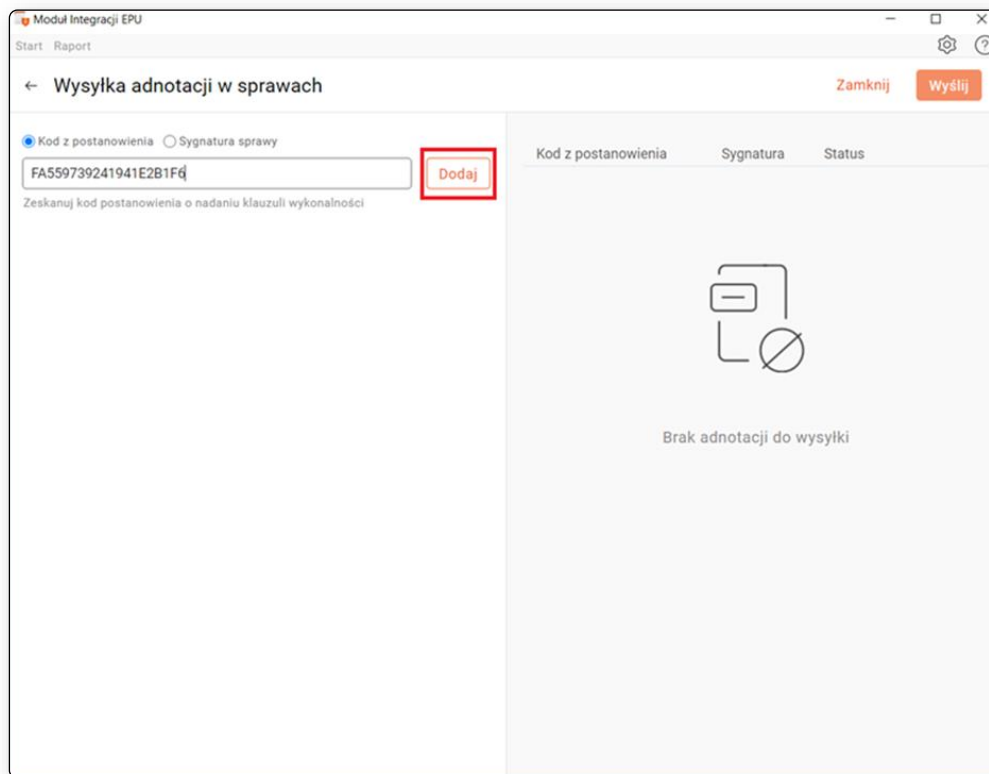 Moduł Integracji EPU
Start Raport
Wysyłka adnotacji w sprawach
Zamknij
Wyślij
Kod z postanowienia
Sygnatura sprawy
FA559739241941E2B1F6
Dodaj
Zeskanuj kod postanowienia o nadaniu klauzuli wykonalności
Kod z postanowienia Sygnatura Status
Brak adnotacji do wysyłki